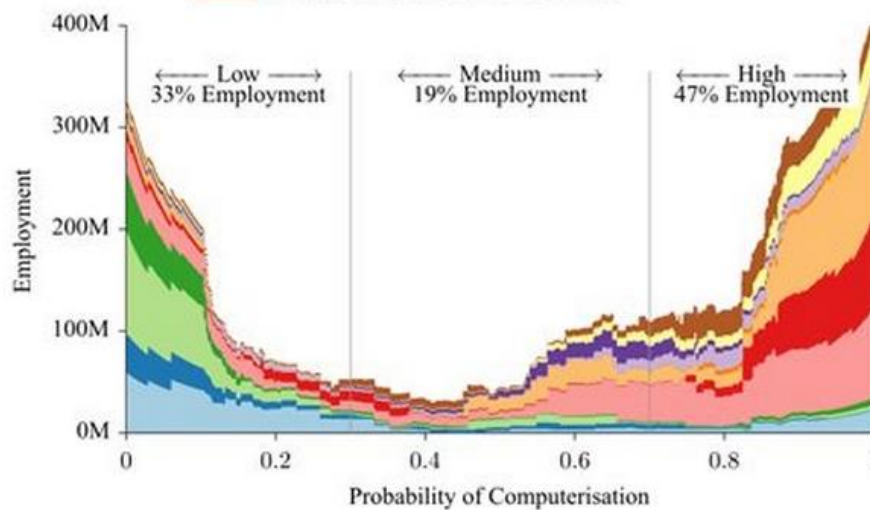 400M
300M
200M
100M
0M
Employment
Low
33% Employment
Medium
19% Employment
High
47% Employment
0
0.2
0.4
0.6
0.8
Probability of Computerisation